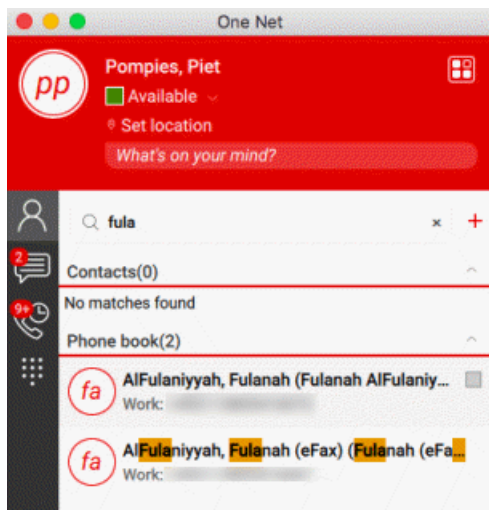 One Net
pp
Pompies, Piet
Available
Set location
What's on your mind?
fula
×
+
2
Contacts(0)
No matches found
9+
Phone book(2)
fa
AlFulaniyyah, Fulanah (Fulanah AlFulaniy...
Work:
fa
AlFulaniyyah, Fulanah (eFax) (Fulanah (eFa...
Work: